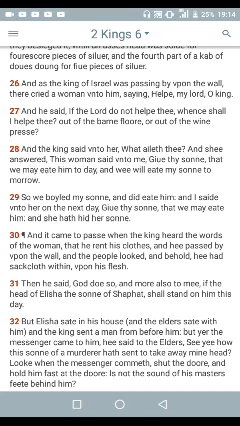 25% 19:14
2 Kings 6
they besieged it, vntill an asses head was sould for
fourescore pieces of siluer, and the fourth part of a kab of
doues doung for fiue pieces of siluer.
26 And as the king of Israel was passing by vpon the wall,
there cried a woman vnto him, saying, Helpe, my lord, O king.
27 And he said, If the Lord do not helpe thee, whence shall
I helpe thee? out of the barne floore, or out of the wine
presse?
28 And the king said vnto her, What aileth thee? And shee
answered, This woman said vnto me, Giue thy sonne, that
we may eate him to day, and wee will eate my sonne to
morrow.
29 So we boyled my sonne, and did eate him: and I saide
vnto her on the next day, Giue thy sonne, that we may eate
him: and she hath hid her sonne.
30 ¶ And it came to passe when the king heard the words
of the woman, that he rent his clothes, and hee passed by
vpon the wall, and the people looked, and behold, hee had
sackcloth within, vpon his flesh.
31 Then he said, God doe so, and more also to mee, if the
head of Elisha the sonne of Shaphat, shall stand on him this
day.
32 But Elisha sate in his house (and the elders sate with
him) and the king sent a man from before him: but yer the
messenger came to him, hee said to the Elders, See yee how
this sonne of a murderer hath sent to take away mine head?
Looke when the messenger commeth, shut the doore, and
hold him fast at the doore: Is not the sound of his masters
feete behind him?